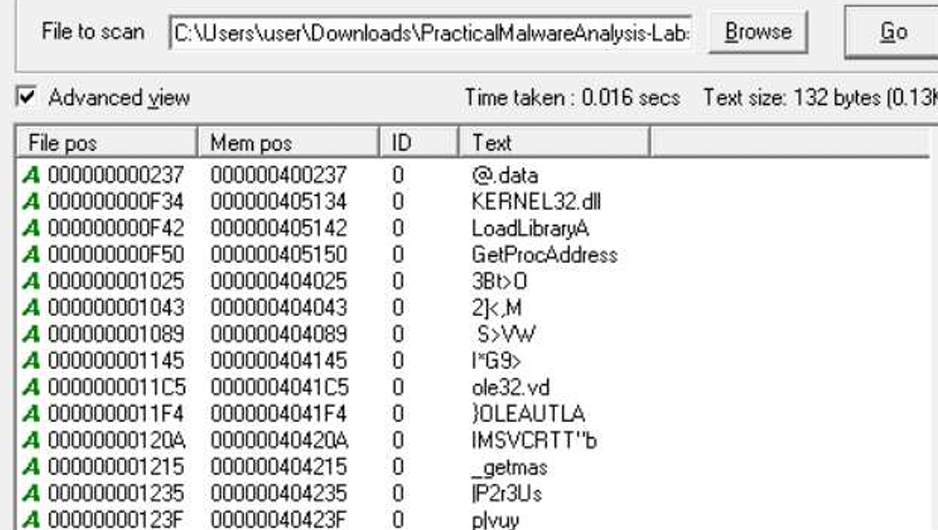 File to scan C:\Users\user\Downloads\PracticalMalwareAnalysis-Lab: Browse Go
Advanced view Time taken : 0.016 secs Text size: 132 bytes (0.13K
File pos Mem pos ID Text
A 000000000237 000000400237 0 @.data
A 000000000F34 000000405134 0 KERNEL32.dll
A 000000000F42 000000405142 0 LoadLibraryA
A 000000000F50 000000405150 0 GetProcAddress
A 000000001025 000000404025 0 3Bt>O
A 000000001043 000000404043 0 2]<,M
A 000000001089 000000404089 0 S>VW
A 000000001145 000000404145 0 I*G9>
A 0000000011C5 0000004041C5 0 ole32.vd
A 0000000011F4 0000004041F4 0 }OLEAUTLA
A 00000000120A 00000040420A 0 IMSVCRTT"b
A 000000001215 000000404215 0 _getmas
A 000000001235 000000404235 0 |P2r3Us
A 00000000123F 00000040423F 0 p|vuy